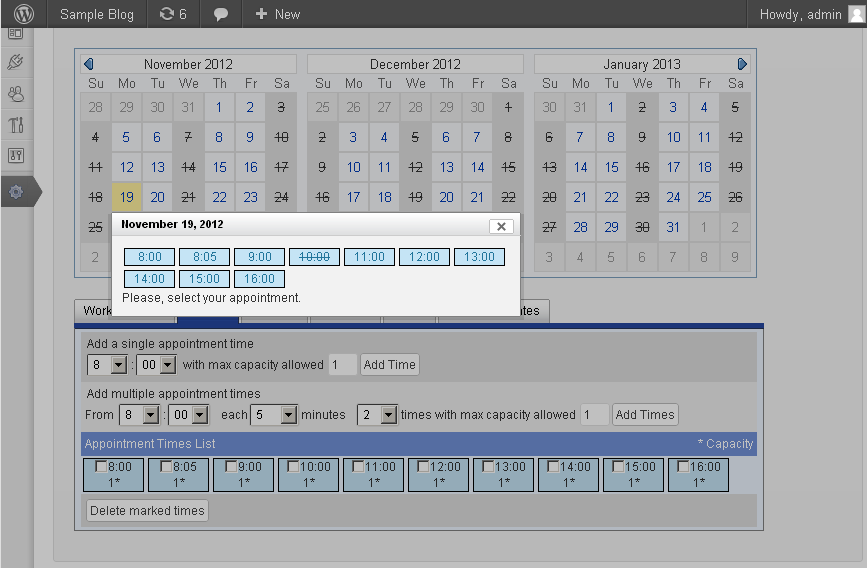 Sample Blog 6 New Howdy, admin
November 2012 December 2012 January 2013
Su Mo Tu We Th Fr Sa Su Mo Tu We Th Fr Sa Su Mo Tu We Th Fr Sa
28 29 30 31 1 2 3 25 26 27 28 29 30 1 30 31 1 2 3 4 5
4 5 6 7 8 9 10 2 3 4 5 6 7 8 6 7 8 9 10 11 12
11 12 13 14 15 16 17 9 10 11 12 13 14 15 13 14 15 16 17 18 19
18 19 20 21 22 23 24 16 17 18 19 20 21 22 20 21 22 23 24 25 26
25 27 28 29 30 31 1 2
2 3 4 5 6 7 8 9
November 19, 2012
8:00 8:05 9:00 10:00 11:00 12:00 13:00
14:00 15:00 16:00
Please, select your appointment.
Work
Add a single appointment time
8 : 00 with max capacity allowed 1 Add Time
Add multiple appointment times
From 8 : 00 each 5 minutes 2 times with max capacity allowed 1 Add Times
Appointment Times List * Capacity
8:00 8:05 9:00 10:00 11:00 12:00 13:00 14:00 15:00 16:00
1* 1* 1* 1* 1* 1* 1* 1* 1* 1*
Delete marked times